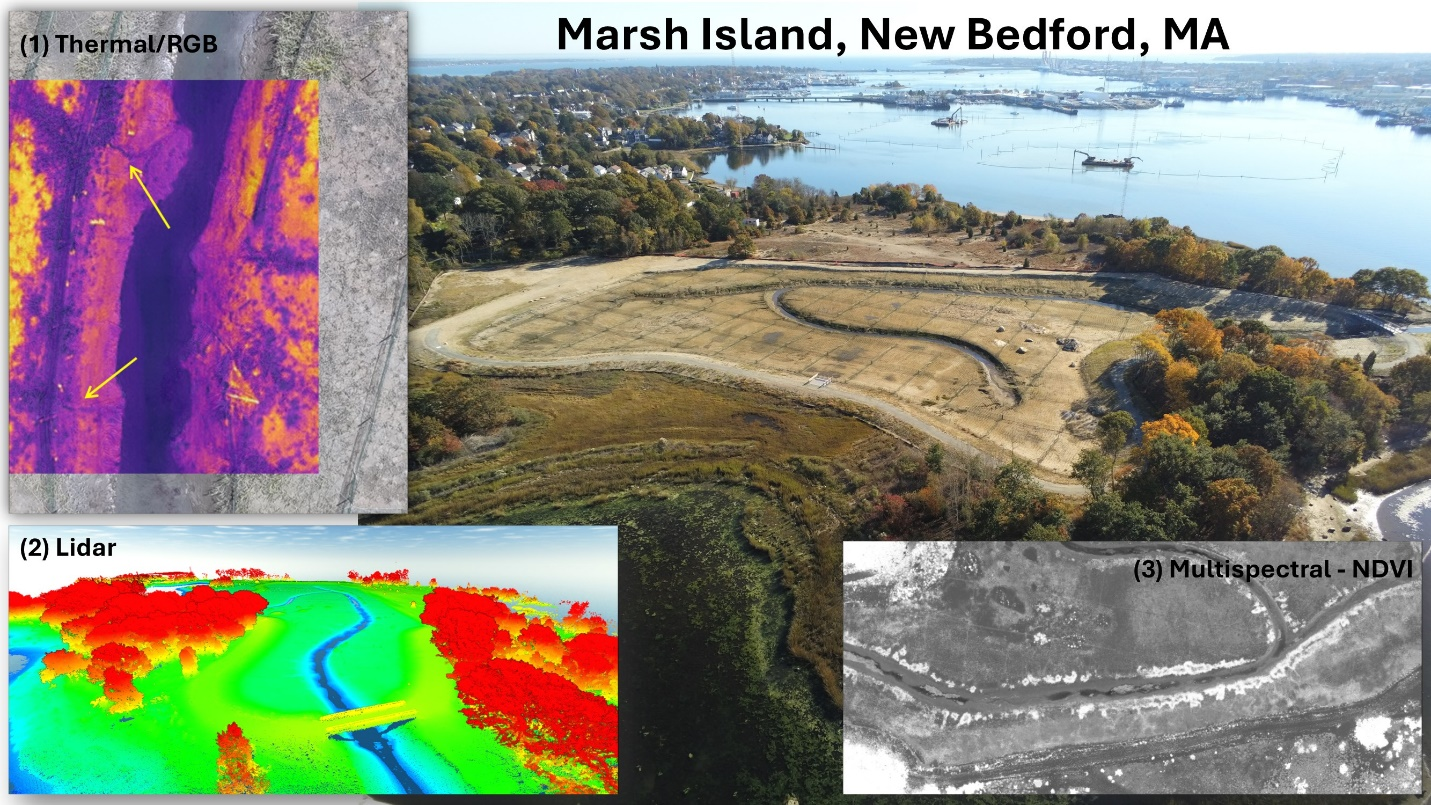 Marsh Island, New Bedford, MA
(1) Thermal/RGB
(2) Lidar
(3) Multispectral - NDVI